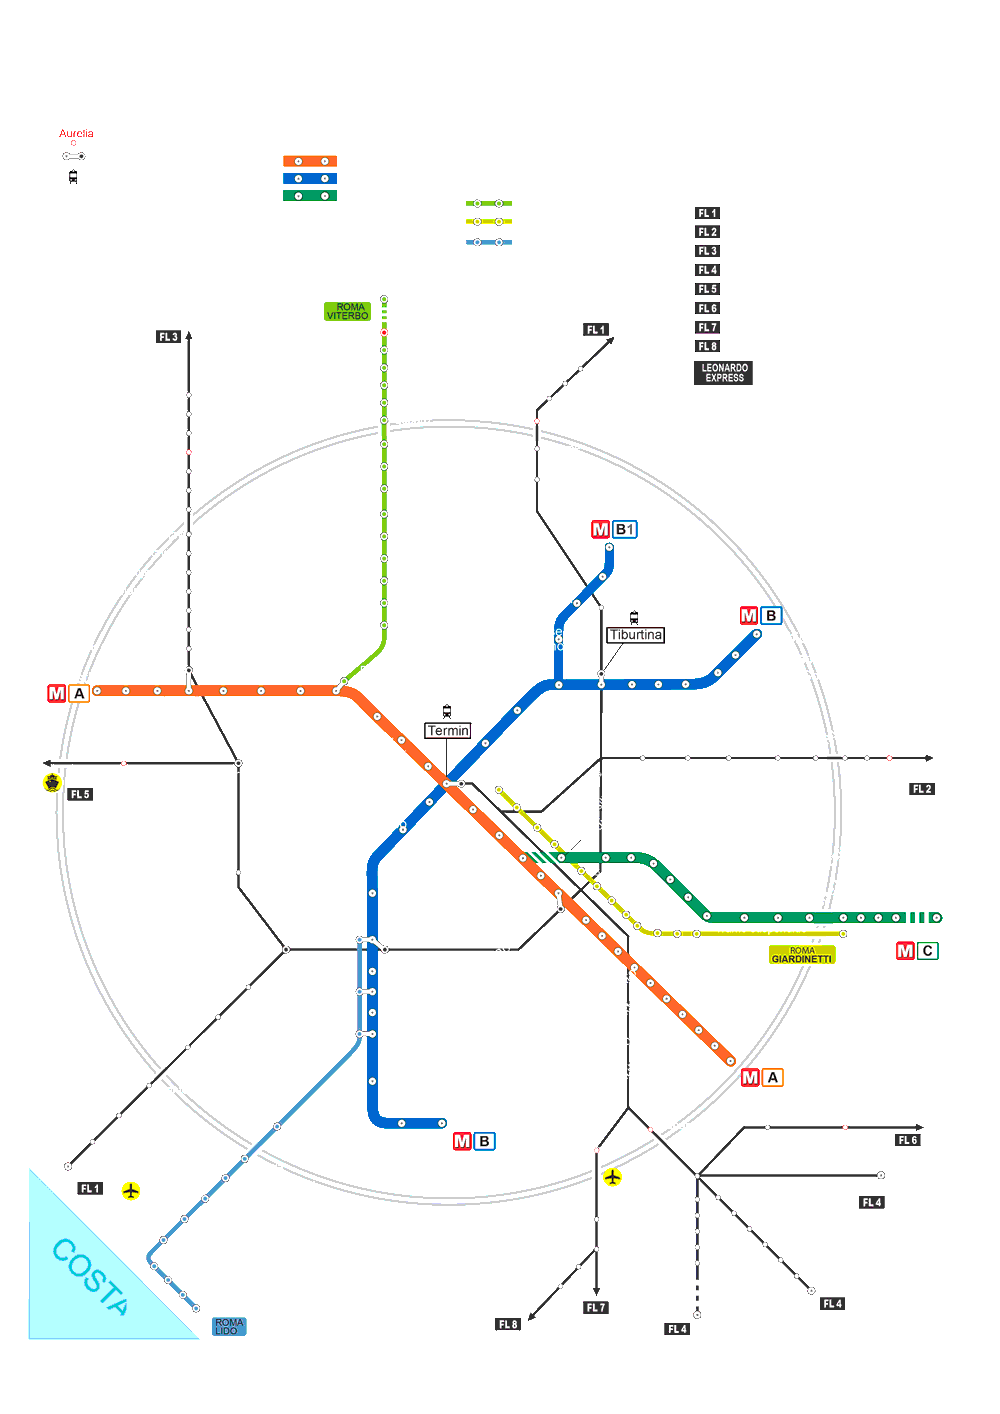 Aurelia
FL 1
FL 2
FL 3
FL 4
FL 5
FL 6
FL 7
FL 8
LEONARDO
EXPRESS
ROMA
VITERBO
FL 3
FL 1
M B1
M B
Tiburtina
M A
Termin
FL 5
FL 2
M C
ROMA
GIARDINETTI
M A
M B
FL 6
FL 1
FL 4
COSTA
FL 4
FL 7
FL 8
FL 4
ROMA
LIDO